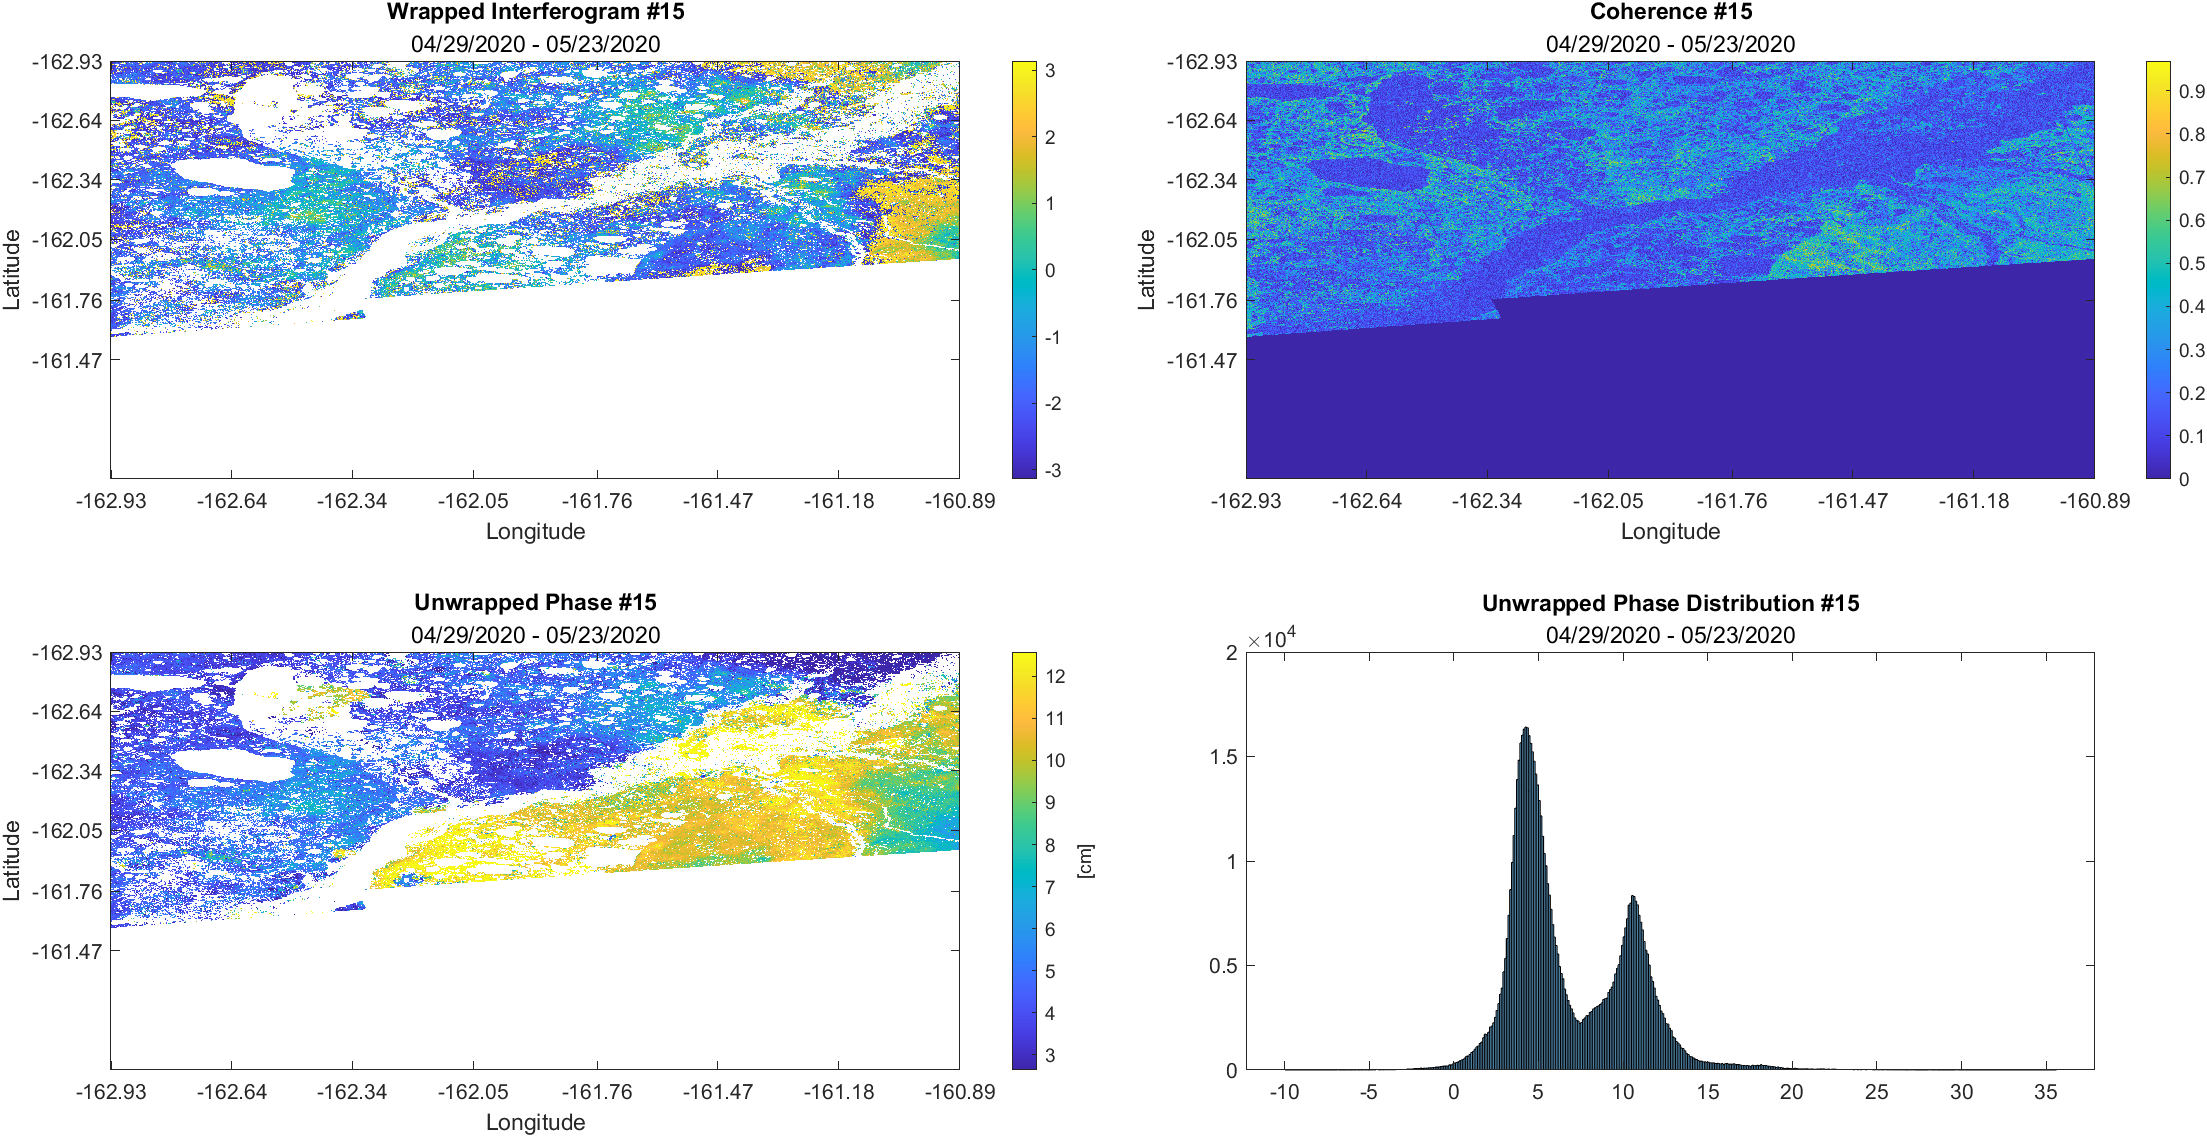 Wrapped Interferogram #15
04/29/2020 - 05/23/2020
-162.93
-162.64
-162.34
-162.05
-161.76
-161.47
Latitude
-162.93 -162.64 -162.34 -162.05 -161.76 -161.47 -161.18 -160.89
Longitude
3
2
1
0
-1
-2
-3
Coherence #15
04/29/2020 - 05/23/2020
-162.93
-162.64
-162.34
-162.05
-161.76
-161.47
Latitude
-162.93 -162.64 -162.34 -162.05 -161.76 -161.47 -161.18 -160.89
Longitude
0.9
0.8
0.7
0.6
0.5
0.4
0.3
0.2
0.1
0
Unwrapped Phase #15
04/29/2020 - 05/23/2020
-162.93
-162.64
-162.34
-162.05
-161.76
-161.47
Latitude
-162.93 -162.64 -162.34 -162.05 -161.76 -161.47 -161.18 -160.89
Longitude
12
11
10
9
8
7
6
5
4
3
[cm]
Unwrapped Phase Distribution #15
04/29/2020 - 05/23/2020
×10⁴
2
1.5
1
0.5
0
-10 -5 0 5 10 15 20 25 30 35